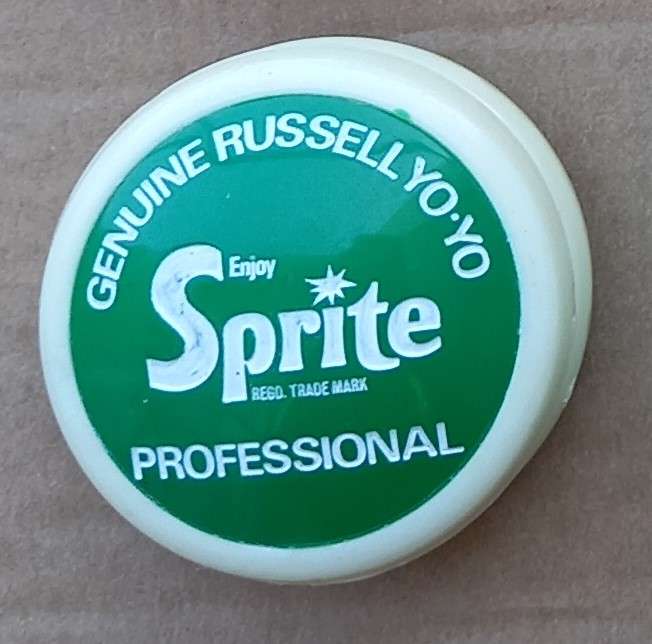 GENUINE RUSSELL YO·YO
Enjoy
Sprite
REGD. TRADE MARK
PROFESSIONAL